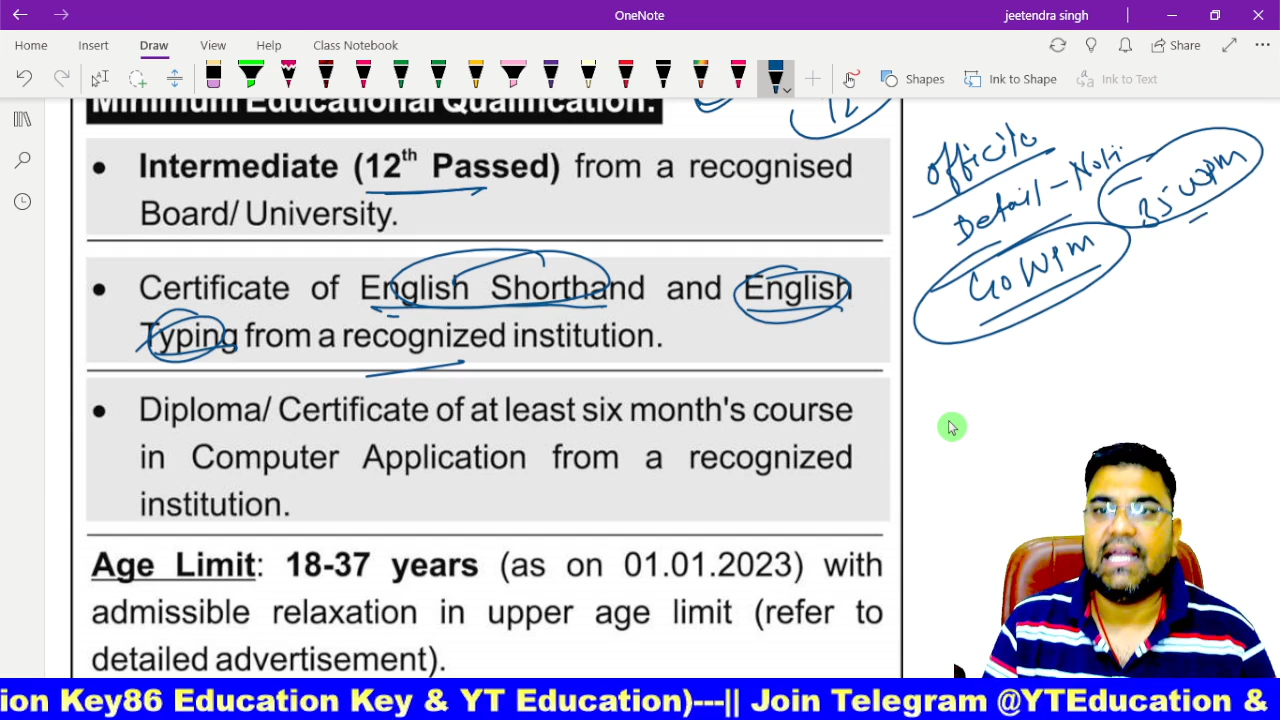 OneNote
jeetendra singh
Home Insert Draw View Help Class Notebook
Share
Shapes Ink to Shape Ink to Text
Minimum Educational Qualification:
12
• Intermediate (12th Passed) from a recognised
Board/ University.
• Certificate of English Shorthand and English
Typing from a recognized institution.
• Diploma/ Certificate of at least six month's course
in Computer Application from a recognized
institution.
Age Limit: 18-37 years (as on 01.01.2023) with
admissible relaxation in upper age limit (refer to
detailed advertisement).
Detail - Noti
35 WPM
40 WPM
ion Key86 Education Key & YT Education)---|| Join Telegram @YTEducation &